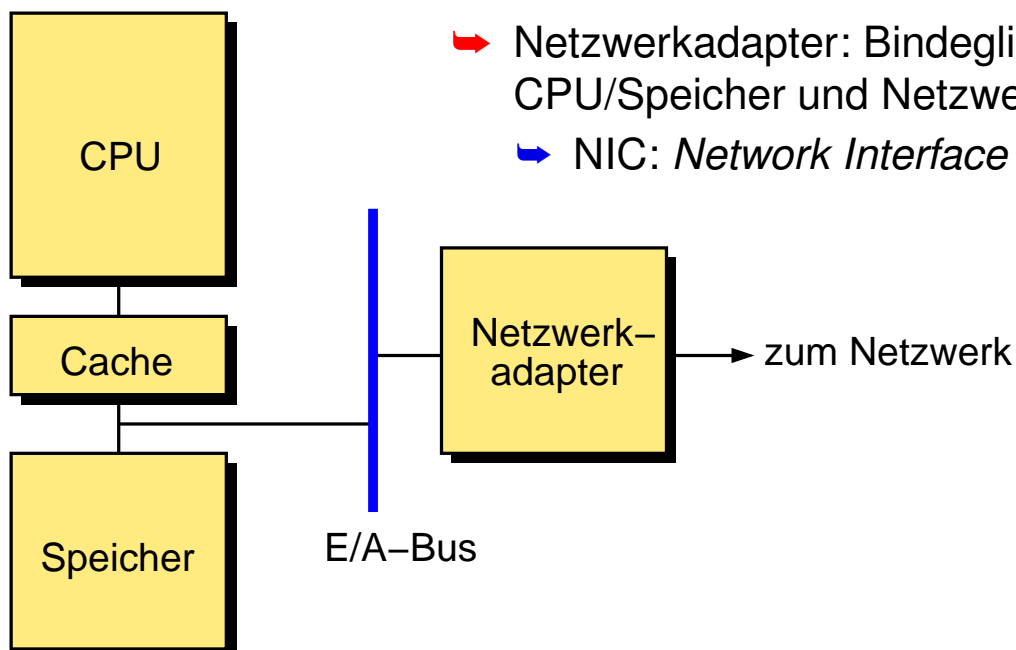 Netzwerkadapter: Bindegli
CPU/Speicher und Netzwe
NIC: Network Interface
CPU
Cache
Speicher
E/A−Bus
Netzwerk−
adapter
zum Netzwerk